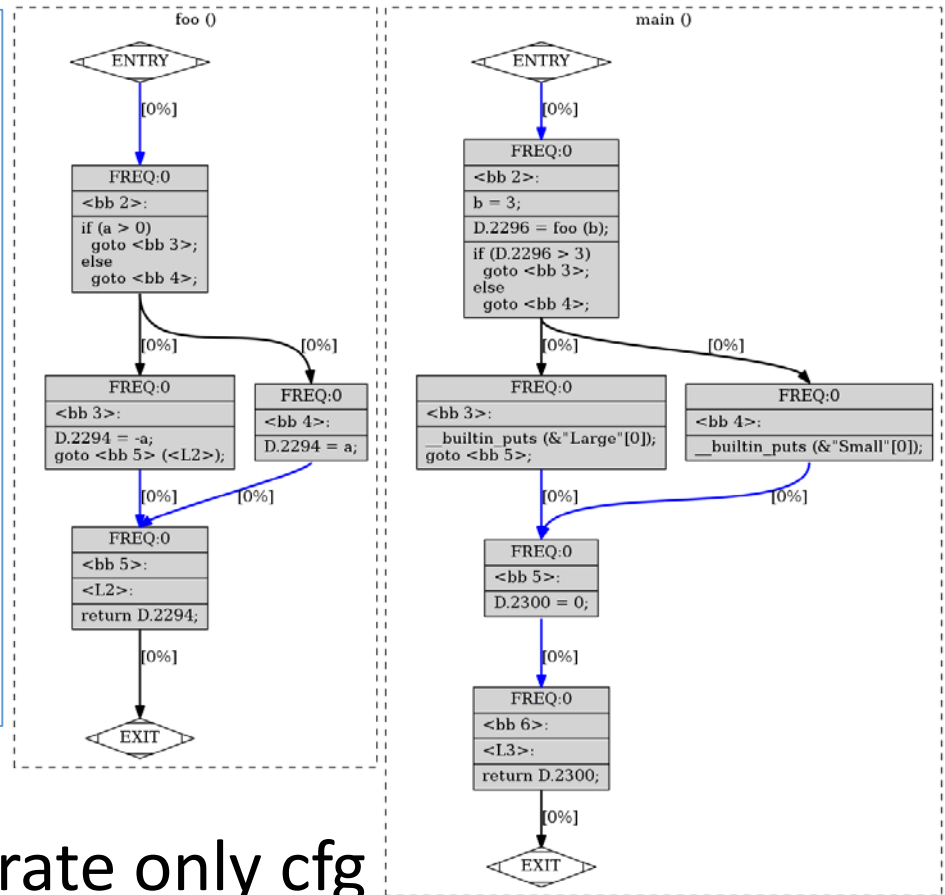 foo ()
ENTRY
[0%]
FREQ:0
<bb 2>:
if (a > 0)
goto <bb 3>;
else
goto <bb 4>;
[0%]
[0%]
FREQ:0
<bb 3>:
D.2294 = -a;
goto <bb 5> (<L2>);
FREQ:0
<bb 4>:
D.2294 = a;
[0%]
[0%]
FREQ:0
<bb 5>:
<L2>:
return D.2294;
[0%]
EXIT
main ()
ENTRY
[0%]
FREQ:0
<bb 2>:
b = 3;
D.2296 = foo (b);
if (D.2296 > 3)
goto <bb 3>;
else
goto <bb 4>;
[0%]
[0%]
FREQ:0
<bb 3>:
__builtin_puts (&"Large"[0]);
goto <bb 5>;
FREQ:0
<bb 4>:
__builtin_puts (&"Small"[0]);
[0%]
[0%]
FREQ:0
<bb 5>:
D.2300 = 0;
[0%]
FREQ:0
<bb 6>:
<L3>:
return D.2300;
[0%]
EXIT
rate only cfg